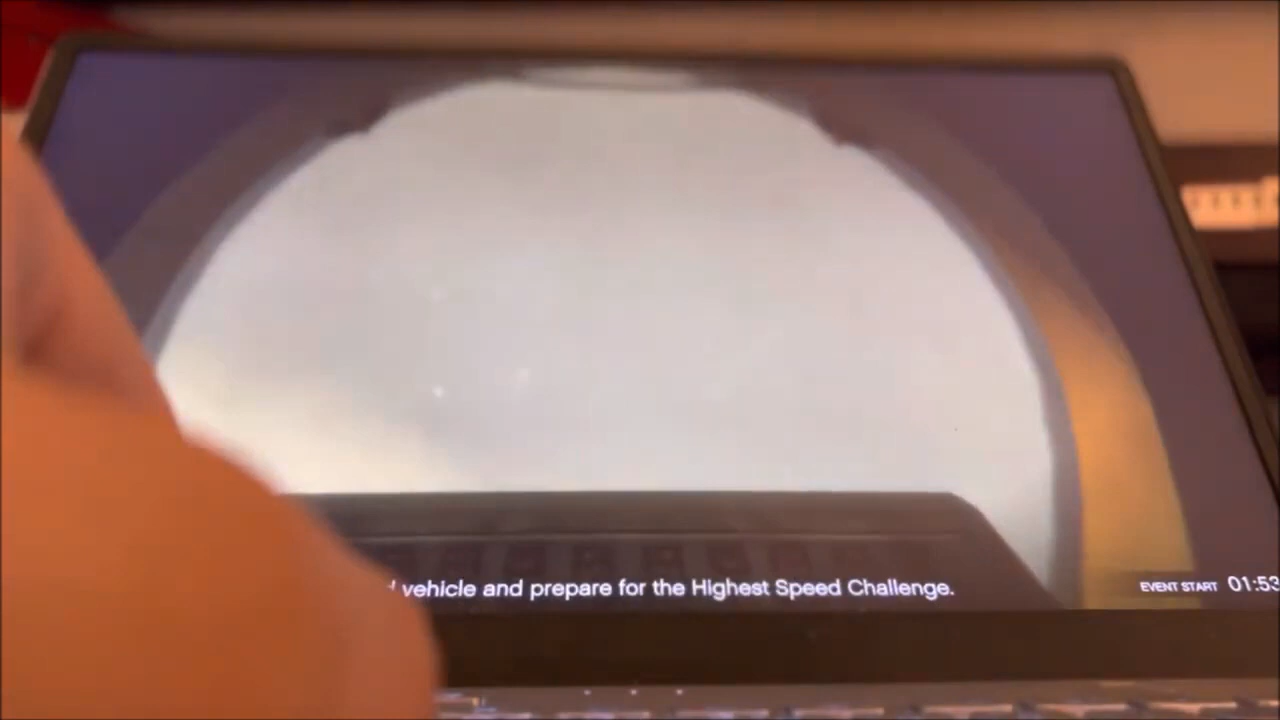 vehicle and prepare for the Highest Speed Challenge.
EVENT START 01:53